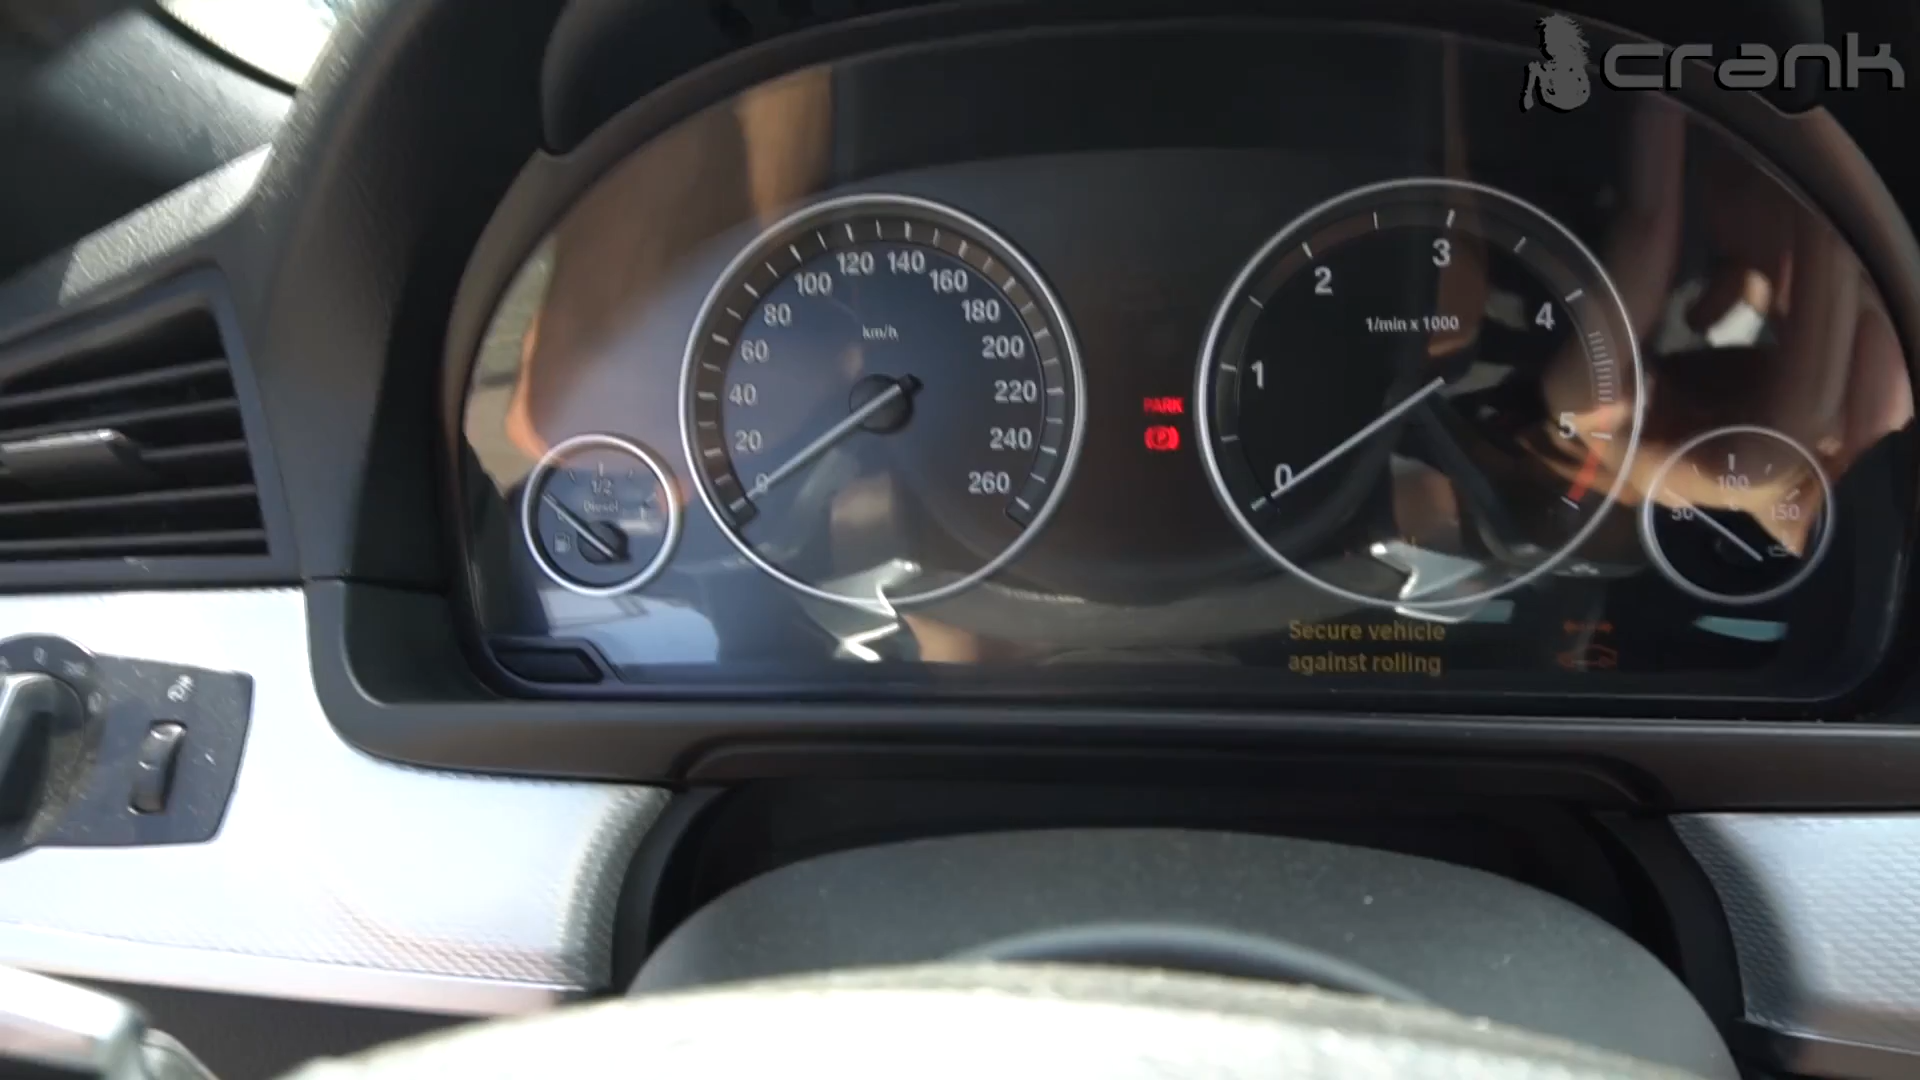 crank
120 140
100 160
80 180
60 200
40 220
20 240
0 260
km/h
1/2
Diesel
PARK
P
3
2
4
1/min x 1000
1
5
0
100
50 150
Secure vehicle
against rolling